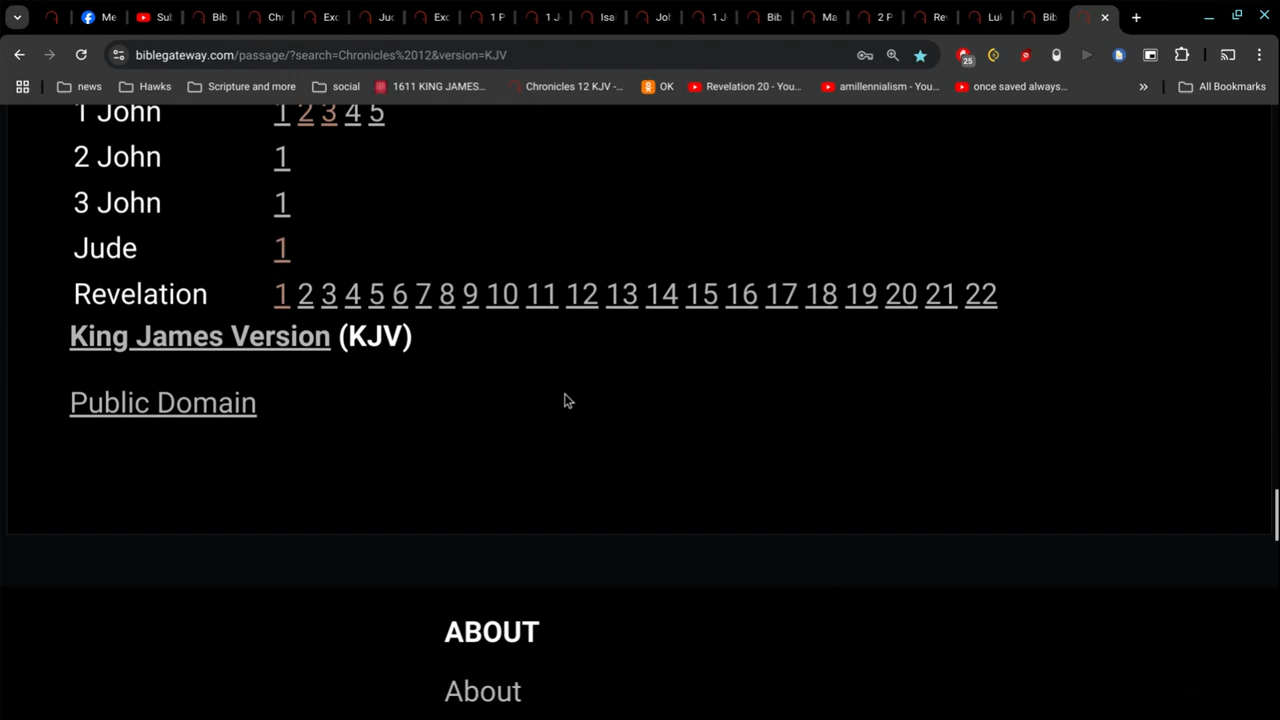 Me
Sul
Bib
Ch
Exc
Juc
Exc
1 P
1 J
Isa
Jol
1 J
Bib
Ma
2 P
Re
Luk
Bib
biblegateway.com/passage/?search=Chronicles%2012&version=KJV
25
news Hawks Scripture and more social 1611 KING JAMES... Chronicles 12 KJV -... OK Revelation 20 - You... amillennialism - You... once saved always... » All Bookmarks
1 John 1 2 3 4 5
2 John 1
3 John 1
Jude 1
Revelation 1 2 3 4 5 6 7 8 9 10 11 12 13 14 15 16 17 18 19 20 21 22
King James Version (KJV)
Public Domain
ABOUT
About